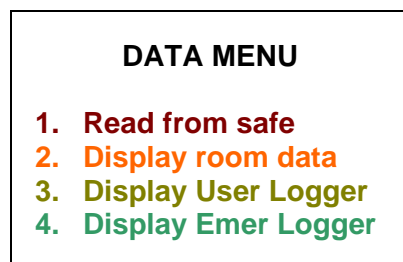 DATA MENU
1. Read from safe
2. Display room data
3. Display User Logger
4. Display Emer Logger